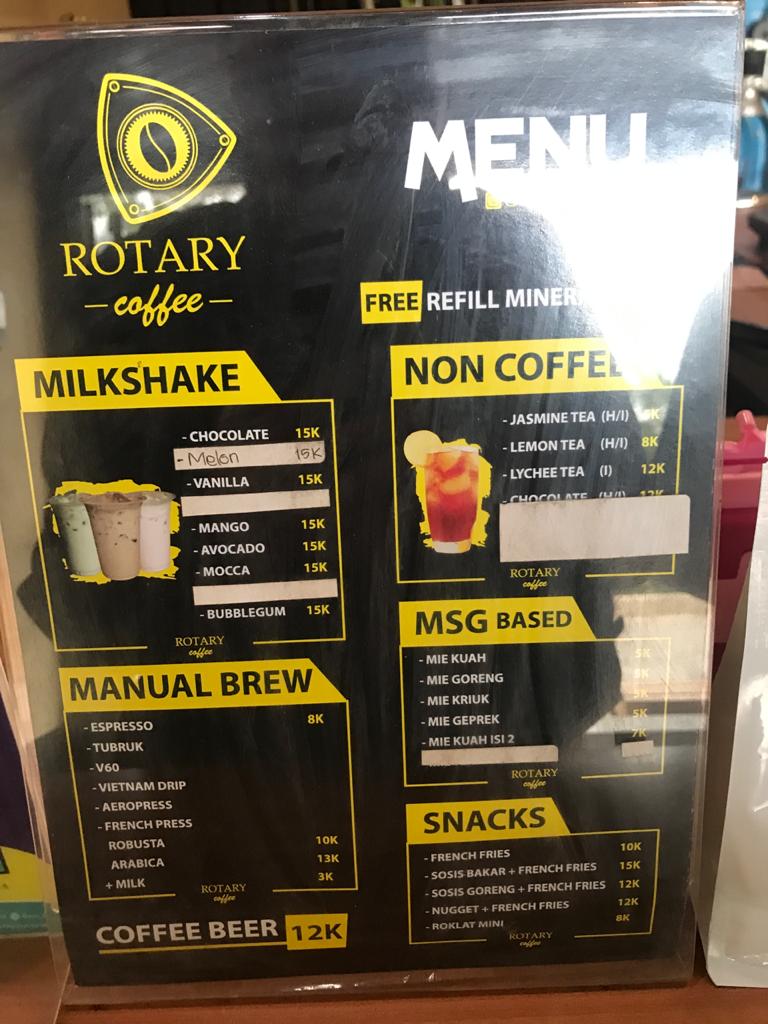 ROTARY
coffee
MENU
FREE REFILL
MILKSHAKE
- CHOCOLATE 15K
- Melon 15K
- VANILLA 15K
- MANGO 15K
- AVOCADO 15K
- MOCCA 15K
- BUBBLEGUM 15K
ROTARY
coffee
MANUAL BREW
- ESPRESSO 8K
- TUBRUK
- V60
- VIETNAM DRIP
- AEROPRESS
- FRENCH PRESS
ROBUSTA 10K
ARABICA 13K
+ MILK 3K
ROTARY
coffee
COFFEE BEER 12K
NON COFFEE
- JASMINE TEA (H/I)
- LEMON TEA (H/I) 8K
- LYCHEE TEA (I) 12K
- CHOCOLATE (H/I) 12K
ROTARY
coffee
MSG BASED
- MIE KUAH 5K
- MIE GORENG 5K
- MIE KRIUK 5K
- MIE GEPREK 5K
- MIE KUAH ISI 2 7K
ROTARY
coffee
SNACKS
- FRENCH FRIES 10K
- SOSIS BAKAR + FRENCH FRIES 15K
- SOSIS GORENG + FRENCH FRIES 12K
- NUGGET + FRENCH FRIES 12K
- ROKLAT MINI 8K
ROTARY
coffee